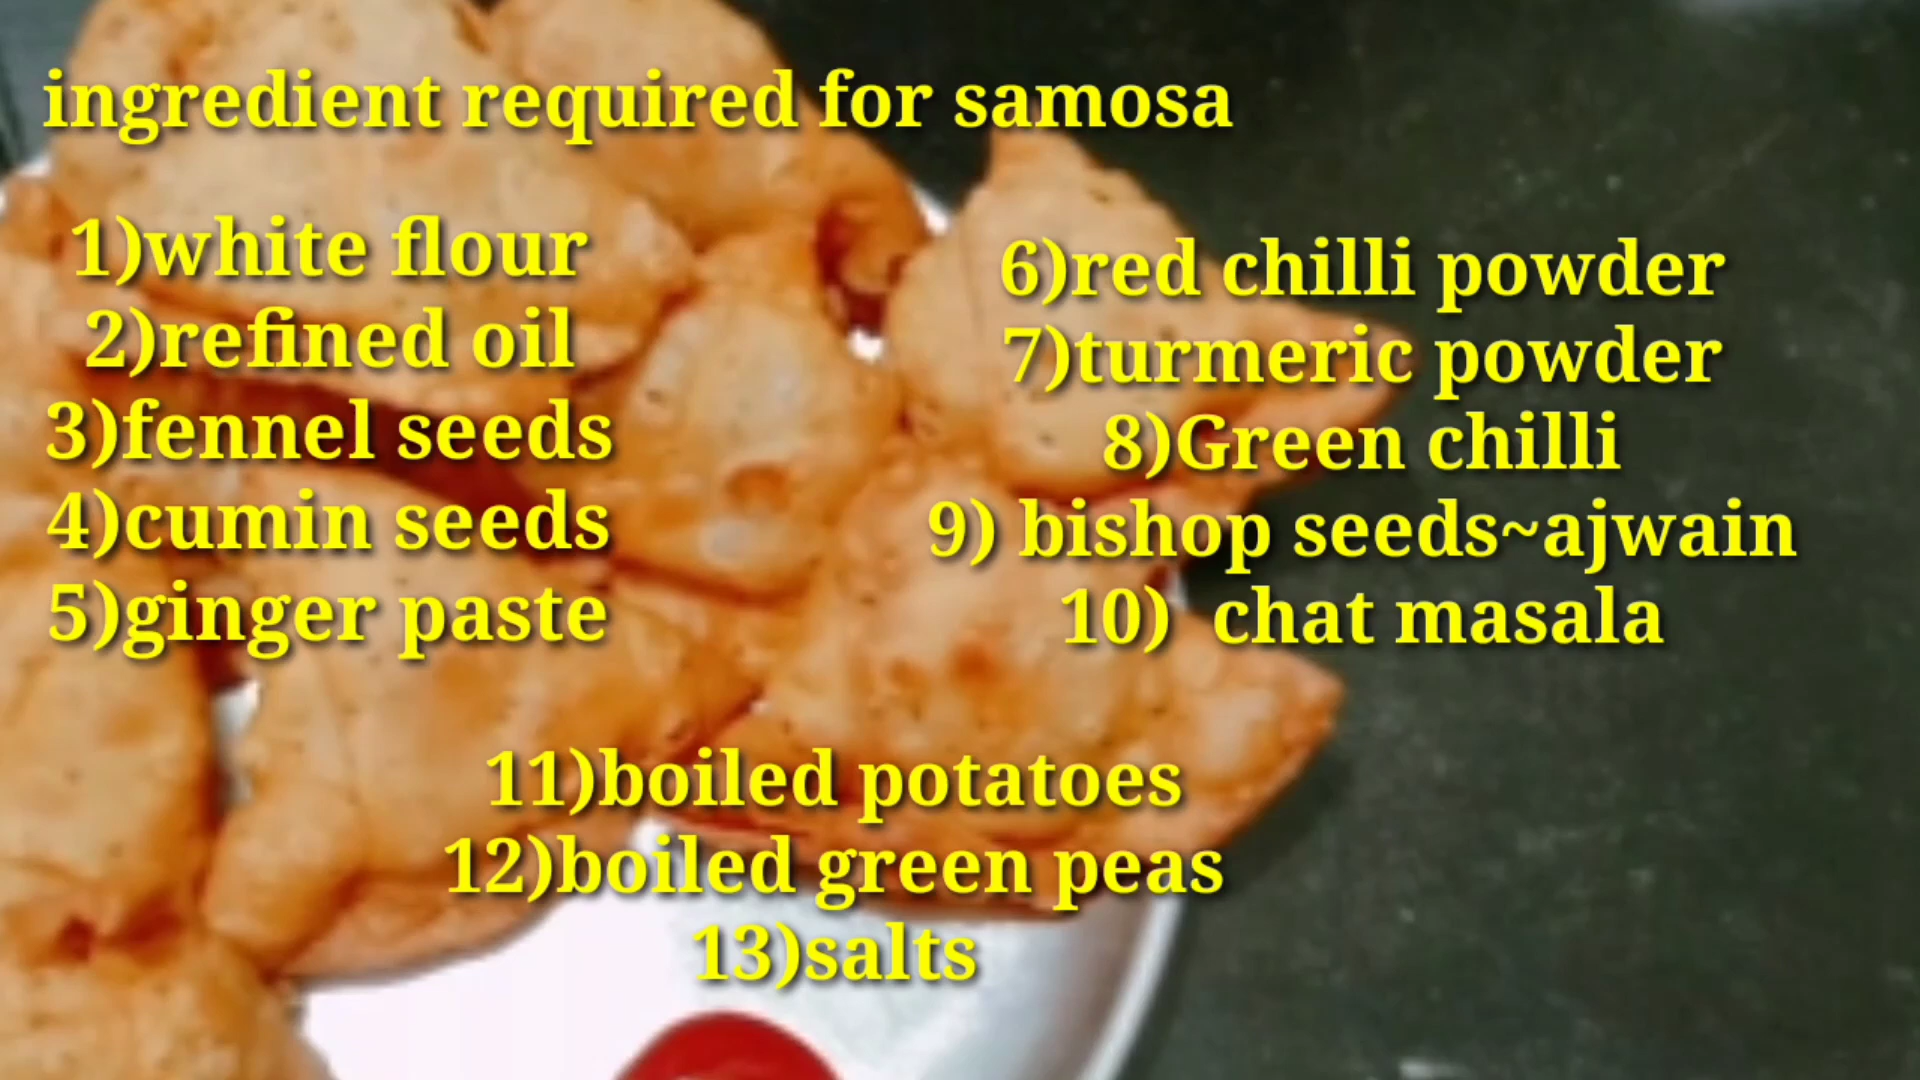 ingredient required for samosa
1)white flour
2)refined oil
3)fennel seeds
4)cumin seeds
5)ginger paste
6)red chilli powder
7)turmeric powder
8)Green chilli
9) bishop seeds~ajwain
10)  chat masala
11)boiled potatoes
12)boiled green peas
13)salts